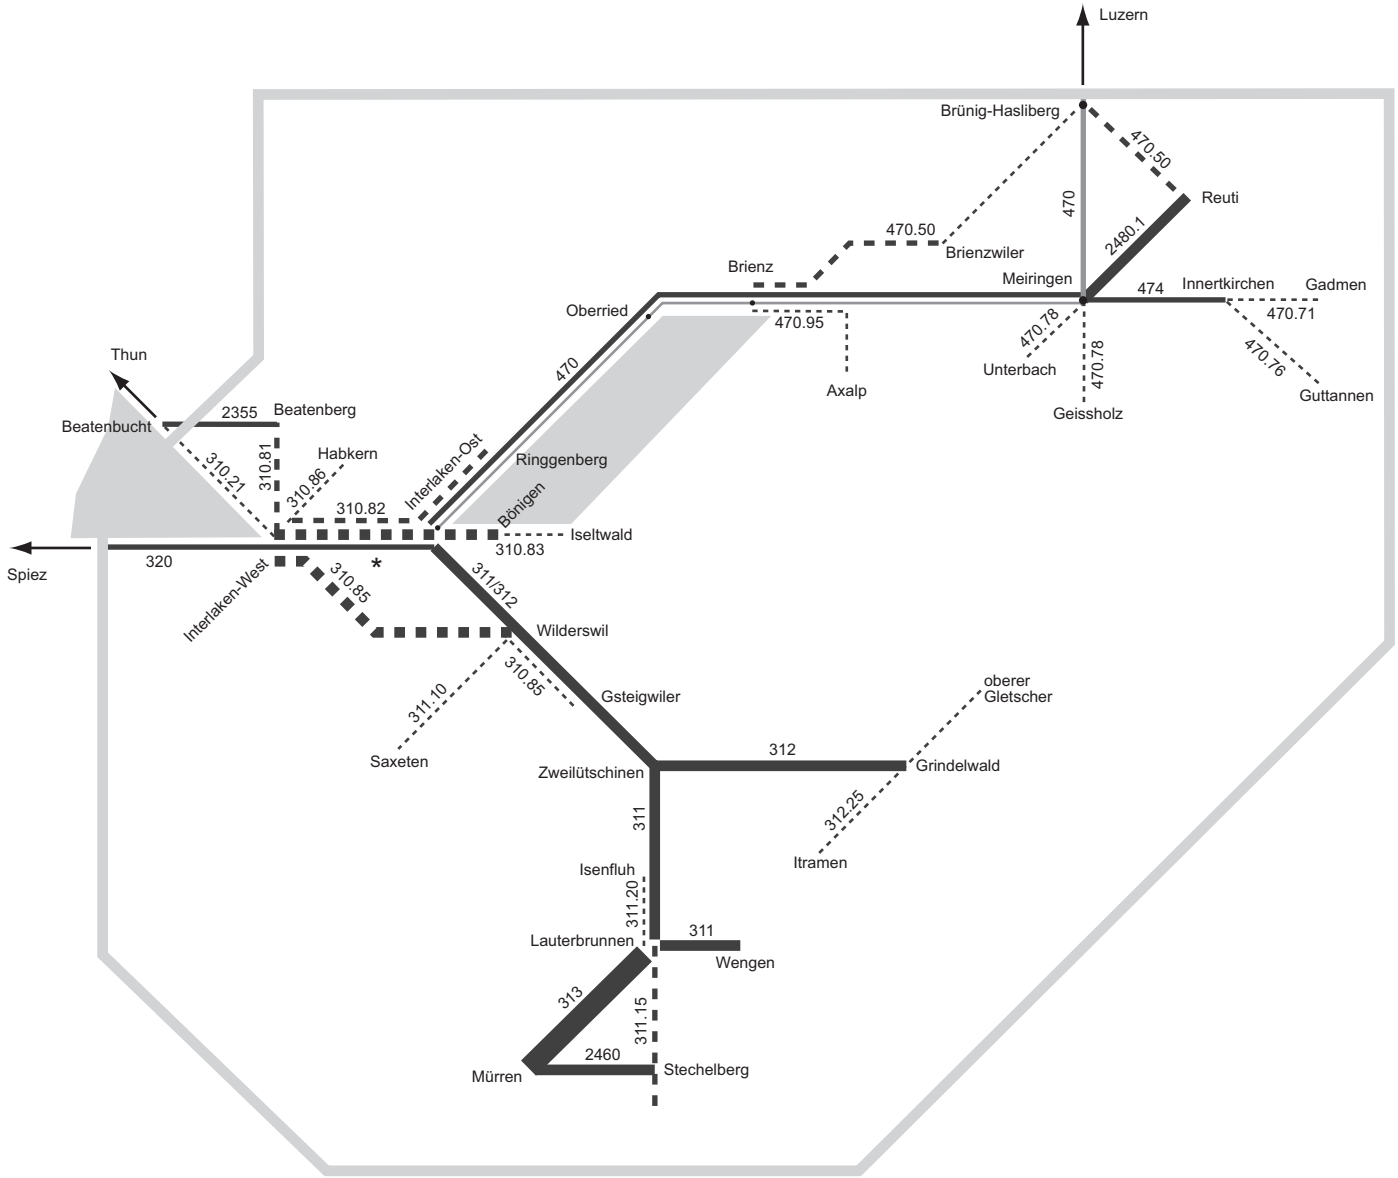 Luzern
Brünig-Hasliberg
470.50
Reuti
470
2480.1
470.50
Brienzwiler
Brienz
Meiringen
474
Innertkirchen
Gadmen
470.71
Oberried
470.95
470.78
470.78
470.76
Unterbach
Geissholz
Guttannen
Axalp
470
Thun
Beatenbucht
2355
Beatenberg
310.21
310.81
Habkern
310.86
310.82
Interlaken-Ost
Ringgenberg
Bönigen
310.83
Iseltwald
Spiez
320
*
Interlaken-West
310.85
311/312
Wilderswil
310.85
311.10
Saxeten
Gsteigwiler
Zweilütschinen
312
Grindelwald
oberer
Gletscher
312.25
Itramen
311
Isenfluh
311.20
Lauterbrunnen
311
Wengen
313
311.15
2460
Mürren
Stechelberg